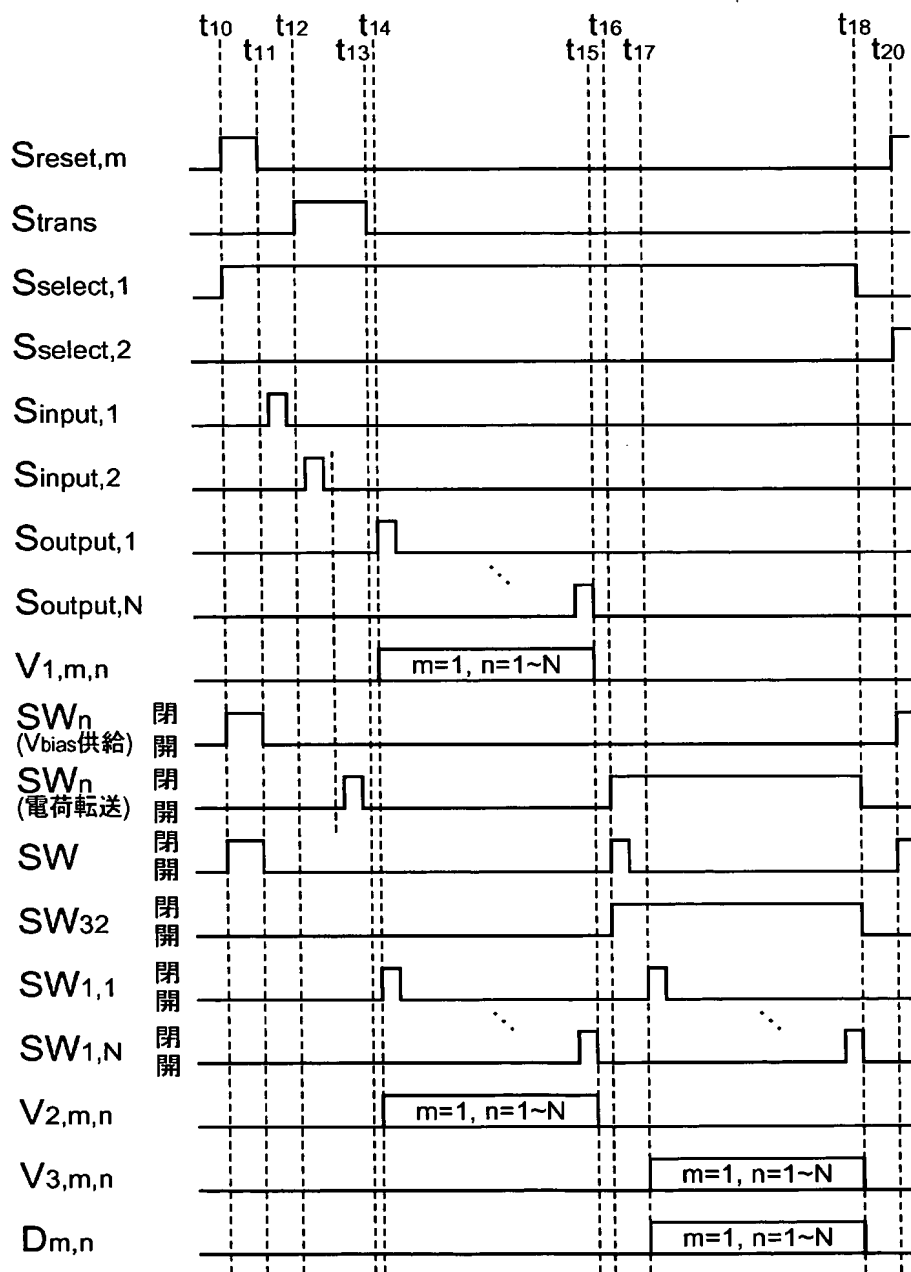 t10 t12 t14 t16 t18
t11 t13 t15 t17 t20
Sreset,m
Strans
Sselect,1
Sselect,2
Sinput,1
Sinput,2
Soutput,1
Soutput,N
V1,m,n m=1, n=1~N
SWn 閉
(Vbias供給) 開
SWn 閉
(電荷転送) 開
SW 閉
開
SW32 閉
開
SW1,1 閉
開
SW1,N 閉
開
V2,m,n m=1, n=1~N
V3,m,n m=1, n=1~N
Dm,n m=1, n=1~N